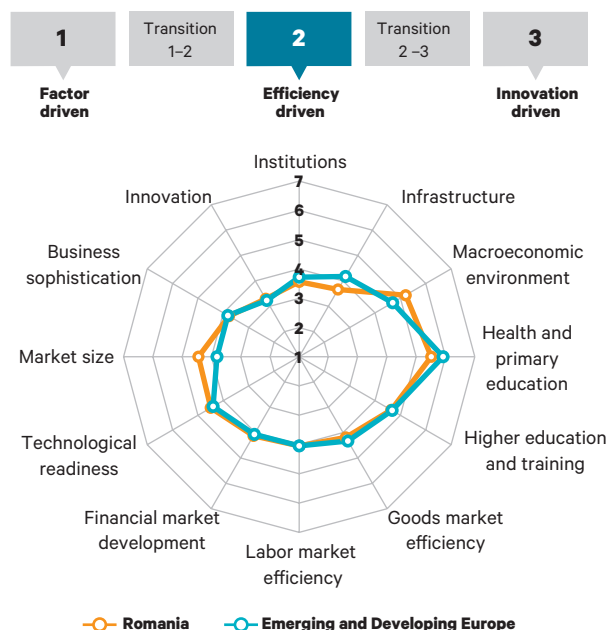 1
Transition
1–2
2
Transition
2 –3
3
Factor
driven
Efficiency
driven
Innovation
driven
Institutions
Infrastructure
Macroeconomic
environment
Health and
primary
education
Higher education
and training
Goods market
efficiency
Labor market
efficiency
Financial market
development
Technological
readiness
Market size
Business
sophistication
Innovation
7
6
5
4
3
2
1
Romania
Emerging and Developing Europe